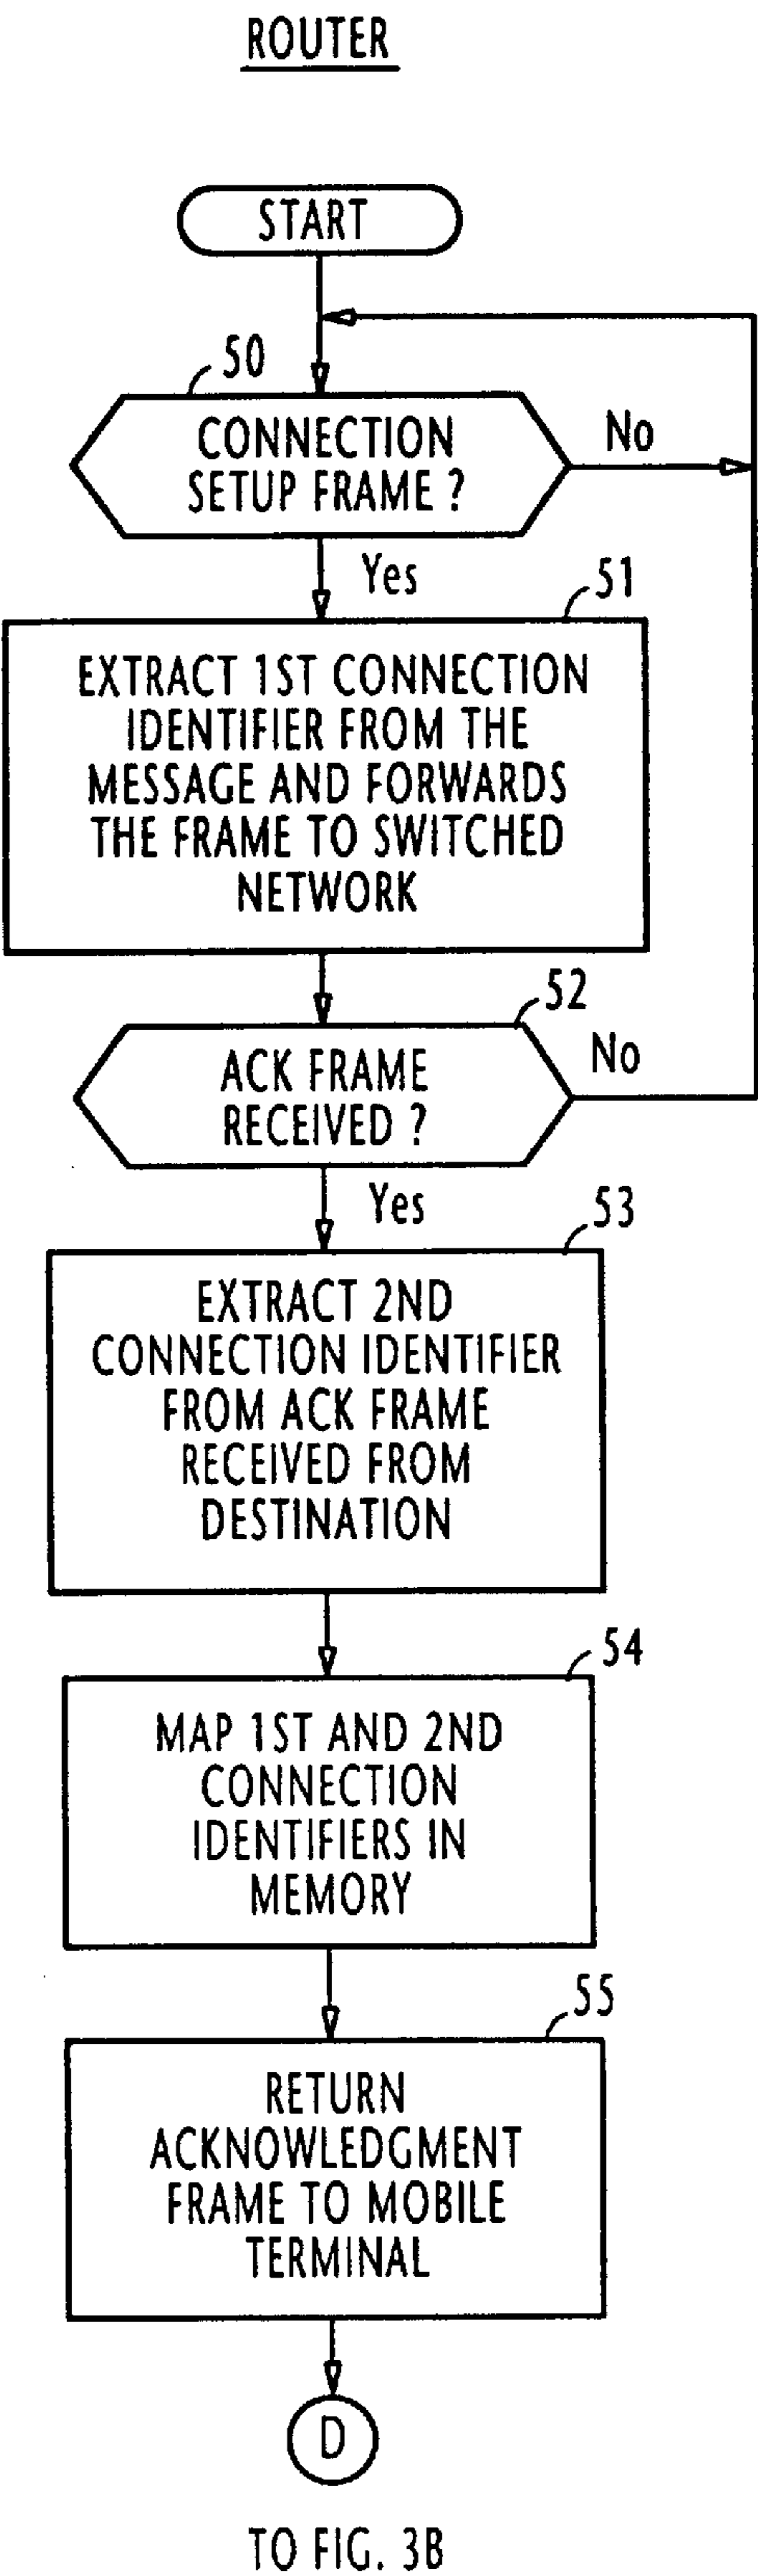 ROUTER
START
50
CONNECTION
SETUP FRAME ?
No
Yes
51
EXTRACT 1ST CONNECTION
IDENTIFIER FROM THE
MESSAGE AND FORWARDS
THE FRAME TO SWITCHED
NETWORK
52
ACK FRAME
RECEIVED ?
No
Yes
53
EXTRACT 2ND
CONNECTION IDENTIFIER
FROM ACK FRAME
RECEIVED FROM
DESTINATION
54
MAP 1ST AND 2ND
CONNECTION
IDENTIFIERS IN
MEMORY
55
RETURN
ACKNOWLEDGMENT
FRAME TO MOBILE
TERMINAL
D
TO FIG. 3B